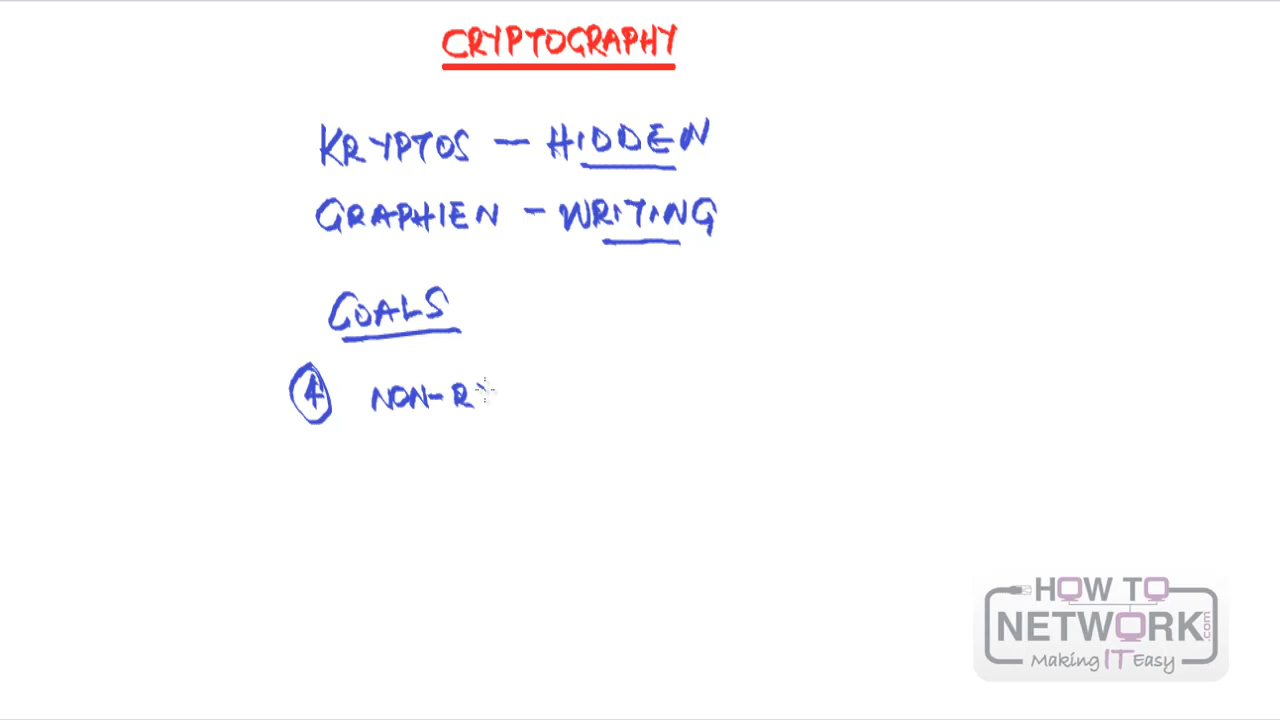 CRYPTOGRAPHY
KRYPTOS – HIDDEN
GRAPHIEN – WRITING
GOALS
4 NON-R
HOW TO
NETWORK.com
Making IT Easy